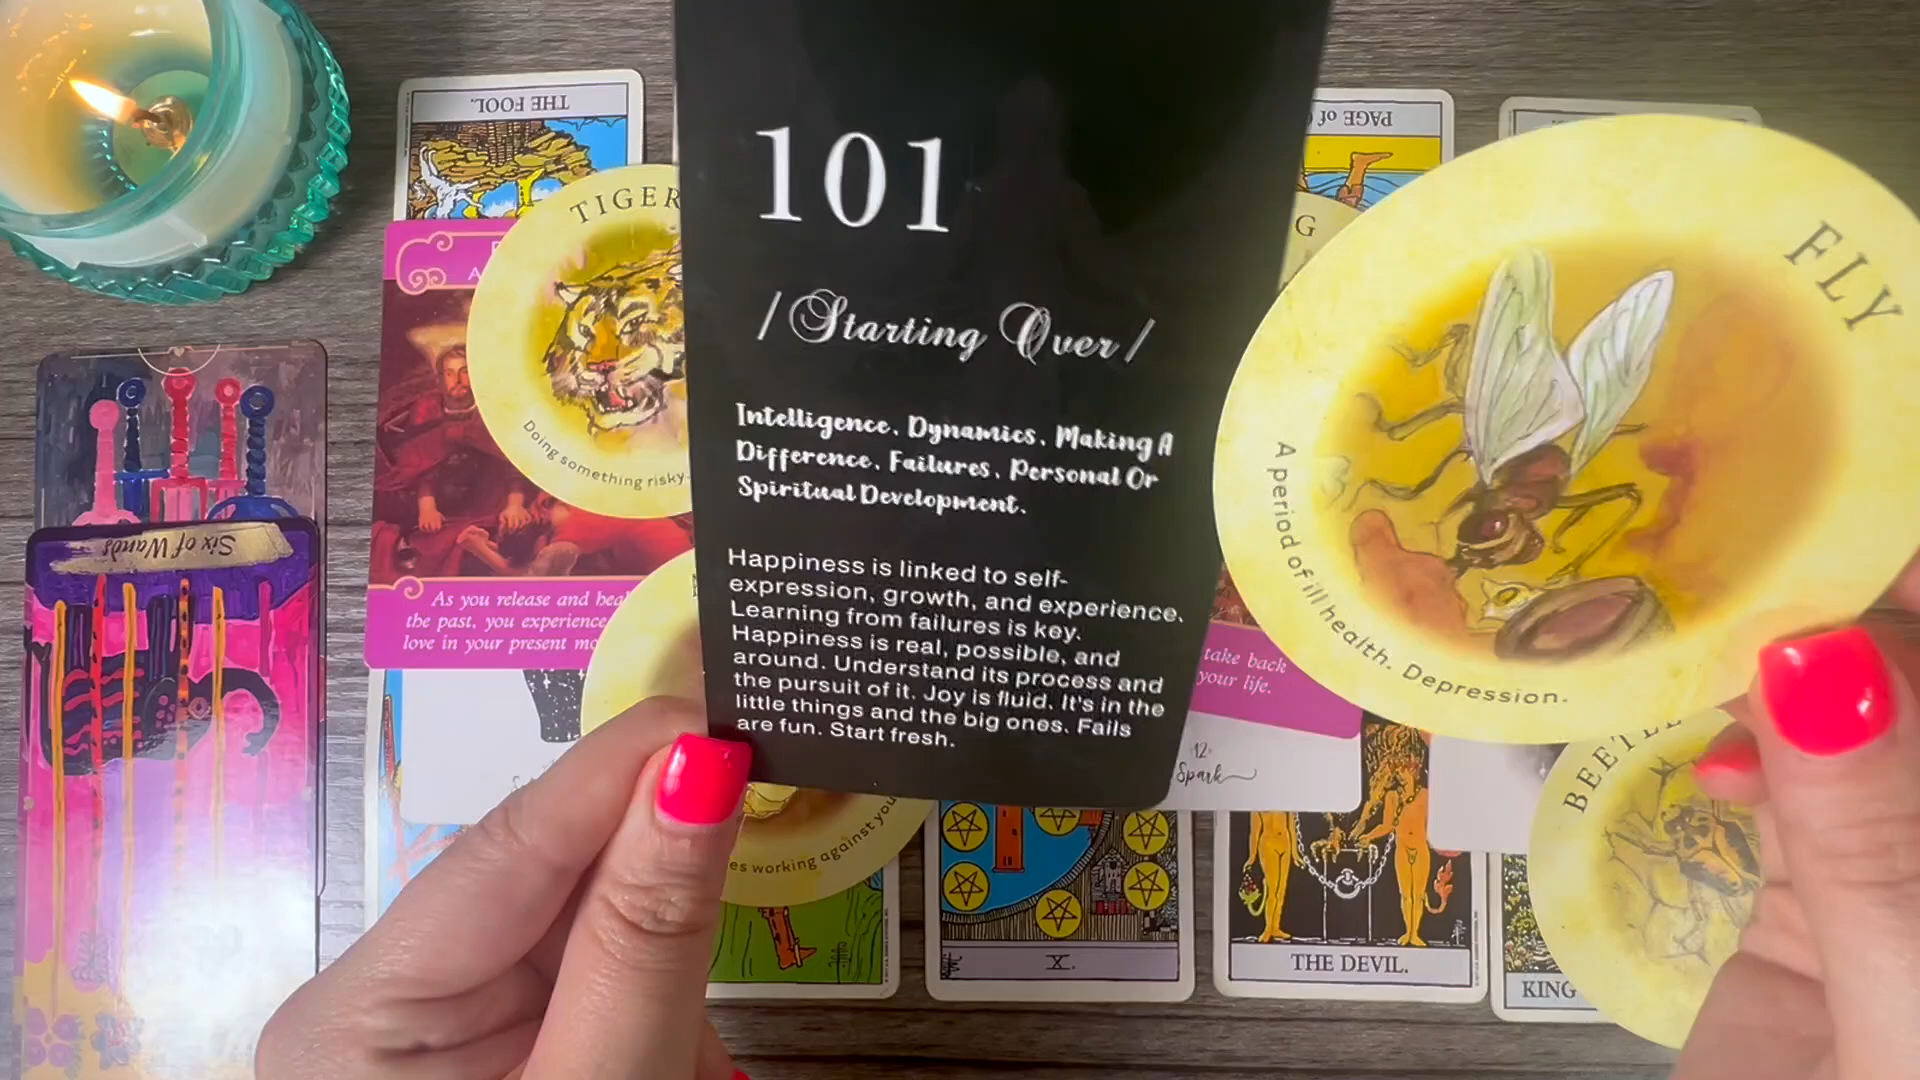 THE FOOL.
PAGE of
TIGER
G
FLY
101
/Starting Over/
Intelligence. Dynamics. Making A
Difference. Failures. Personal Or
Spiritual Development.
Doing something risky
A period of ill health. Depression.
Six of Wands
Happiness is linked to self-
expression, growth, and experience.
Learning from failures is key.
Happiness is real, possible, and
around. Understand its process and
the pursuit of it. Joy is fluid. It's in the
little things and the big ones. Fails
are fun. Start fresh.
As you release and
the past, you experience
love in your present
take back
your life.
12
Spark
BEETLE
working against you
X.
THE DEVIL.
KING